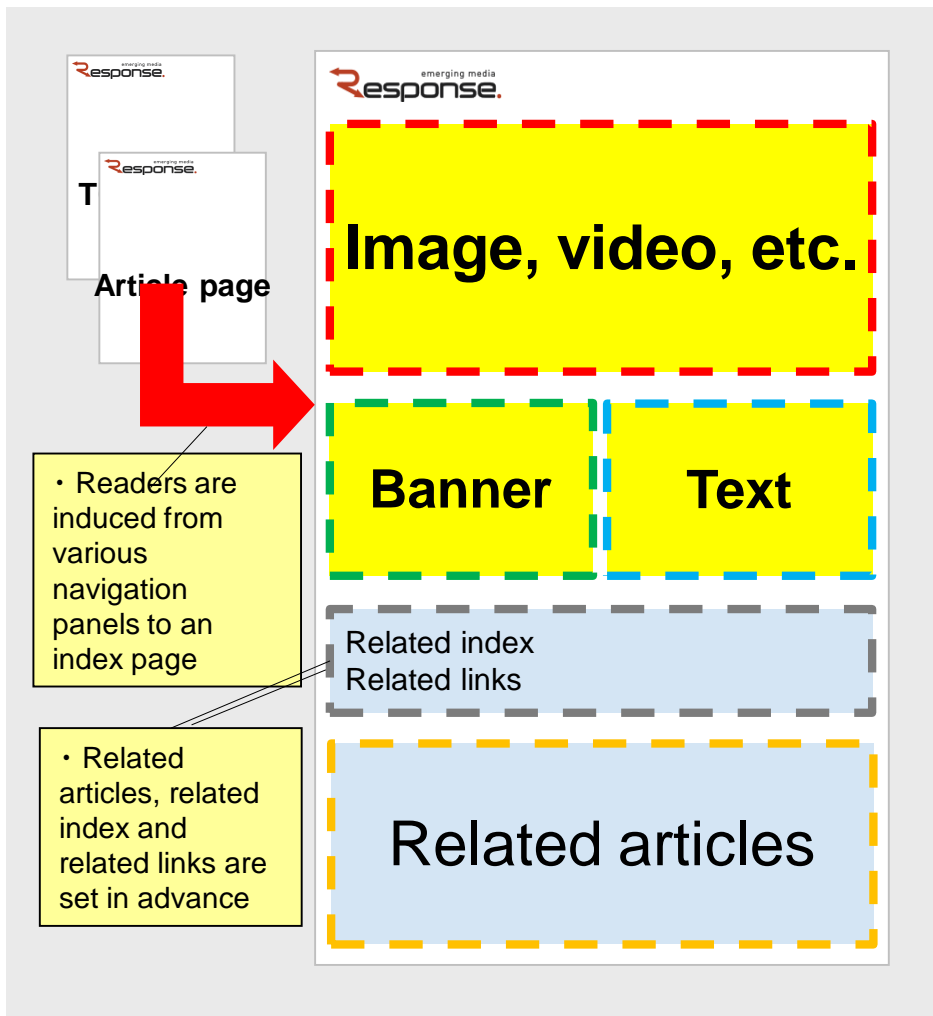 emerging media
Response.
T
emerging media
Response.
Article page
emerging media
Response.
Image, video, etc.
Banner
Text
・Readers are
induced from
various
navigation
panels to an
index page
Related index
Related links
・Related
articles, related
index and
related links are
set in advance
Related articles